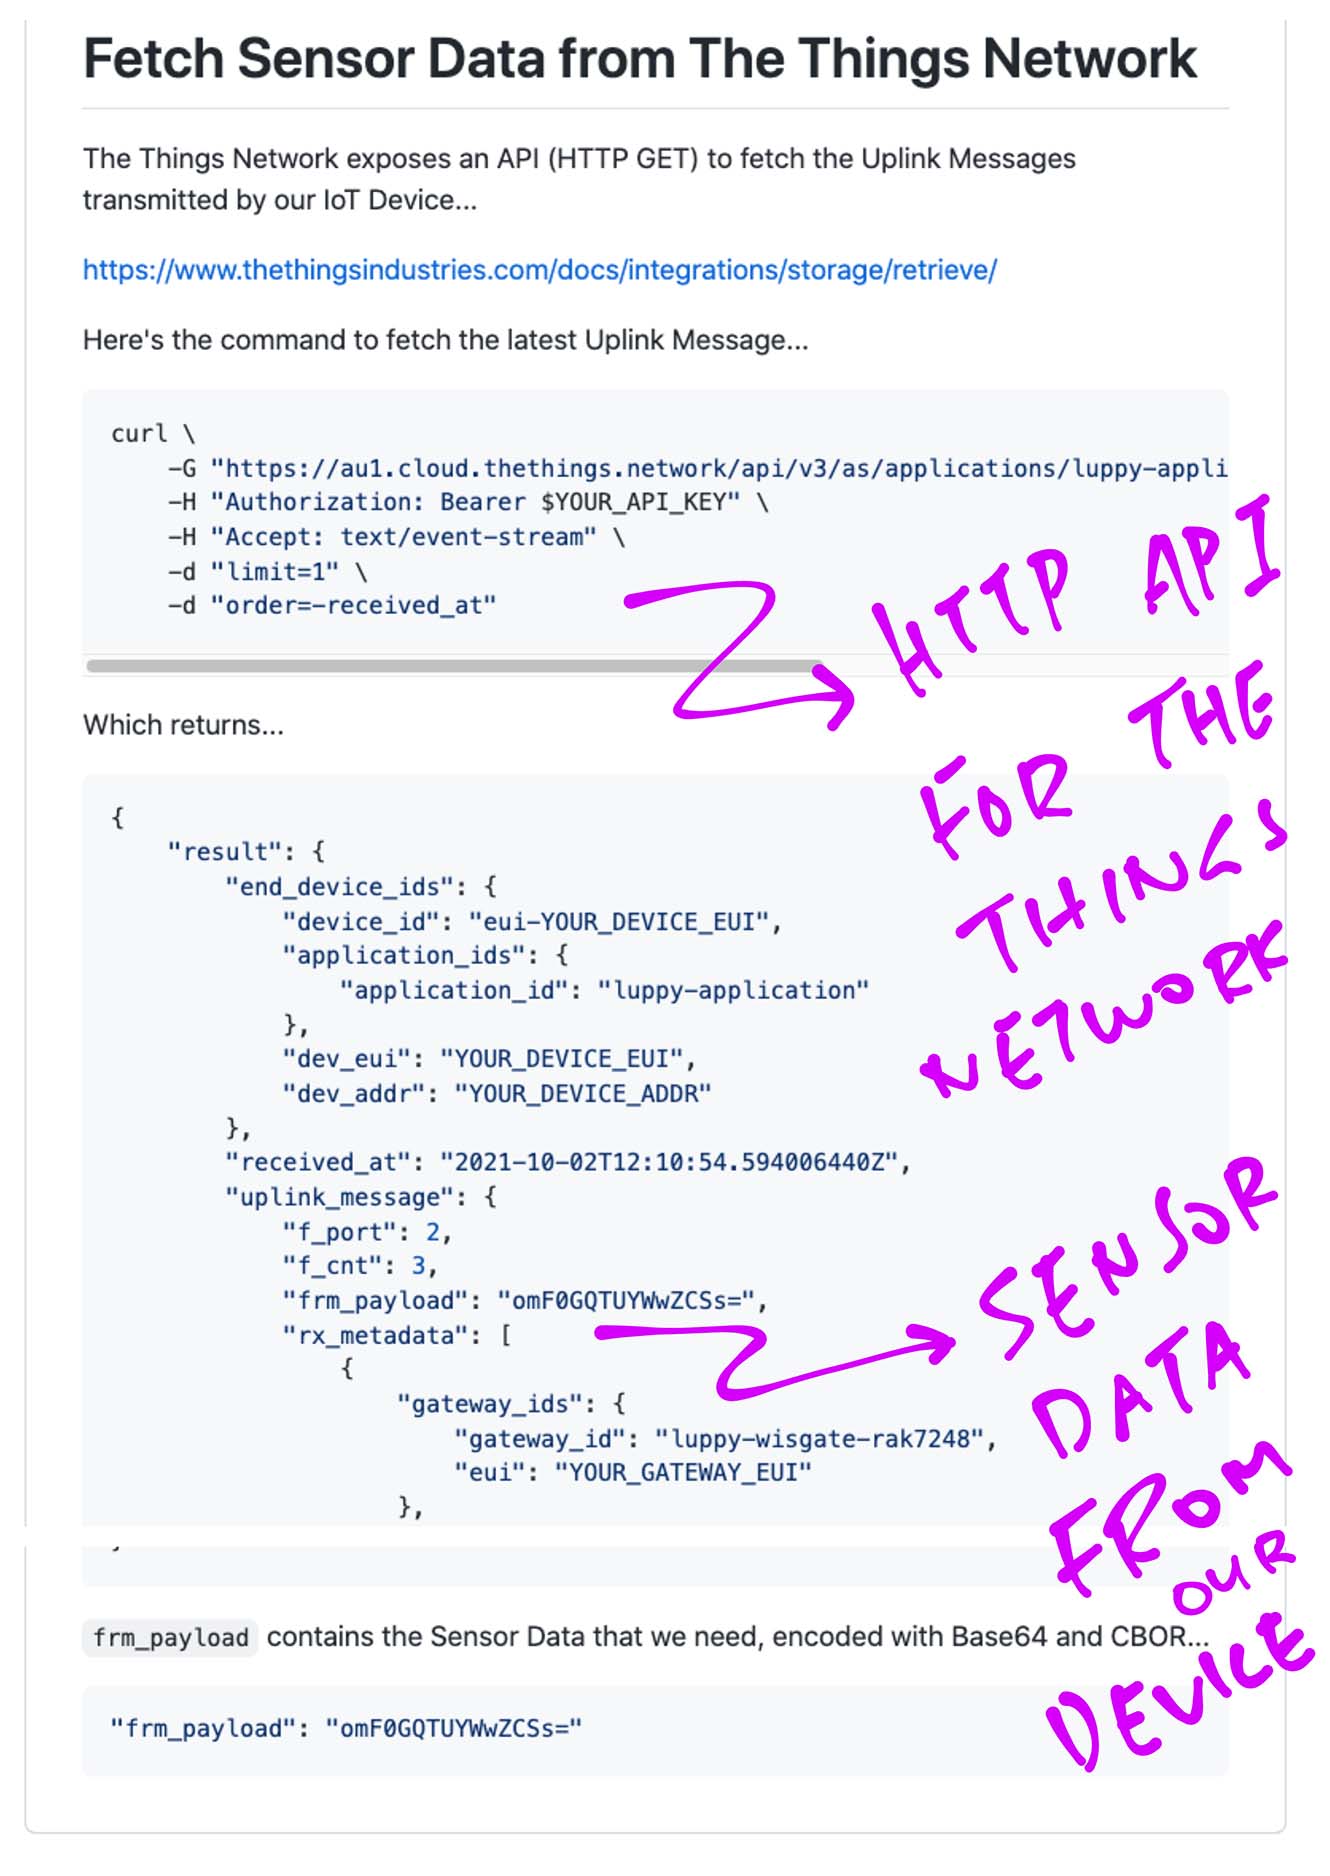 Fetch Sensor Data from The Things Network
The Things Network exposes an API (HTTP GET) to fetch the Uplink Messages
transmitted by our IoT Device...
https://www.thethingsindustries.com/docs/integrations/storage/retrieve/
Here's the command to fetch the latest Uplink Message...
curl \
-G "https://au1.cloud.thethings.network/api/v3/as/applications/luppy-appli
-H "Authorization: Bearer $YOUR_API_KEY" \
-H "Accept: text/event-stream" \
-d "limit=1" \
-d "order=-received_at"
HTTP API
FOR THE
THINGS
NETWORK
Which returns...
{
"result": {
"end_device_ids": {
"device_id": "eui-YOUR_DEVICE_EUI",
"application_ids": {
"application_id": "luppy-application"
},
"dev_eui": "YOUR_DEVICE_EUI",
"dev_addr": "YOUR_DEVICE_ADDR"
},
"received_at": "2021-10-02T12:10:54.594006440Z",
"uplink_message": {
"f_port": 2,
"f_cnt": 3,
"frm_payload": "omF0GQTUYWwZCSs=",
"rx_metadata": [
{
"gateway_ids": {
"gateway_id": "luppy-wisgate-rak7248",
"eui": "YOUR_GATEWAY_EUI"
},
SENSOR
DATA
FROM
OUR
DEVICE
frm_payload contains the Sensor Data that we need, encoded with Base64 and CBOR...
"frm_payload": "omF0GQTUYWwZCSs="